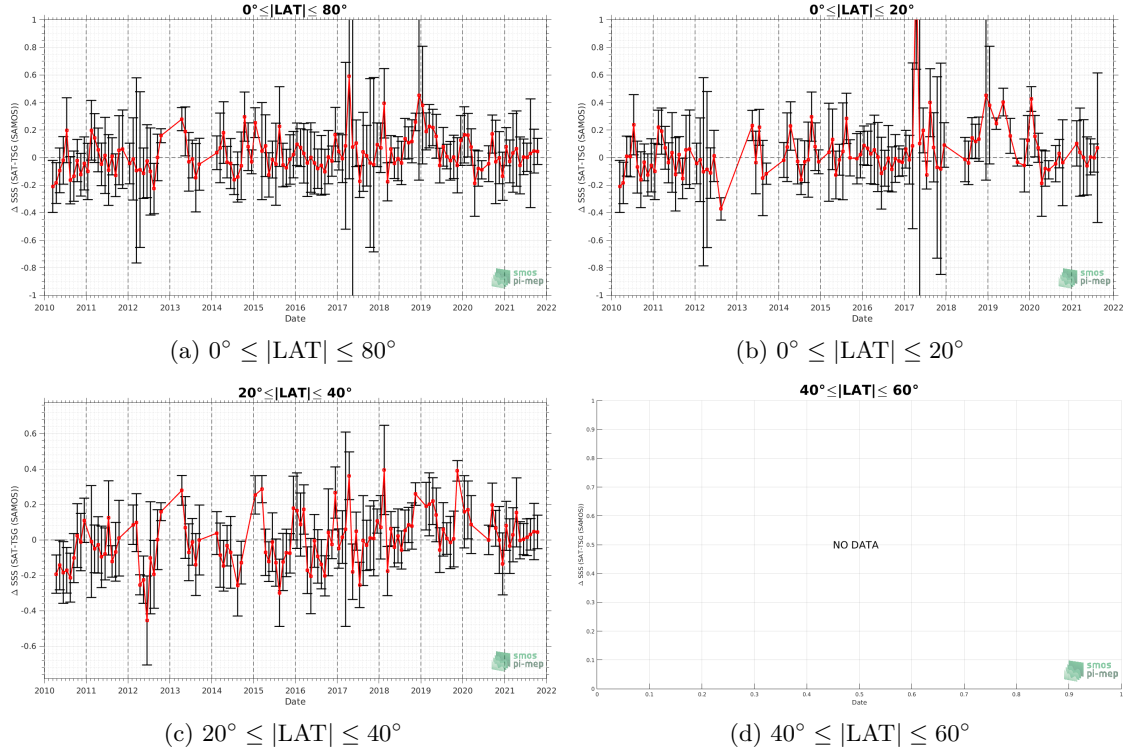 0°≤|LAT|≤ 80°
Δ SSS (SAT-TSG (SAMOS))
1
0.8
0.6
0.4
0.2
0
-0.2
-0.4
-0.6
-0.8
-1
2010 2011 2012 2013 2014 2015 2016 2017 2018 2019 2020 2021 2022
Date
smos
pi-mep
(a) 0° ≤ |LAT| ≤ 80°
0°≤|LAT|≤ 20°
Δ SSS (SAT-TSG (SAMOS))
1
0.8
0.6
0.4
0.2
0
-0.2
-0.4
-0.6
-0.8
-1
2010 2011 2012 2013 2014 2015 2016 2017 2018 2019 2020 2021 2022
Date
smos
pi-mep
(b) 0° ≤ |LAT| ≤ 20°
20°≤|LAT|≤ 40°
Δ SSS (SAT-TSG (SAMOS))
0.6
0.4
0.2
0
-0.2
-0.4
-0.6
2010 2011 2012 2013 2014 2015 2016 2017 2018 2019 2020 2021 2022
Date
smos
pi-mep
(c) 20° ≤ |LAT| ≤ 40°
40°≤|LAT|≤ 60°
Δ SSS (SAT-TSG (SAMOS))
1
0.9
0.8
0.7
0.6
0.5
0.4
0.3
0.2
0.1
0
NO DATA
0 0.1 0.2 0.3 0.4 0.5 0.6 0.7 0.8 0.9 1
Date
smos
pi-mep
(d) 40° ≤ |LAT| ≤ 60°